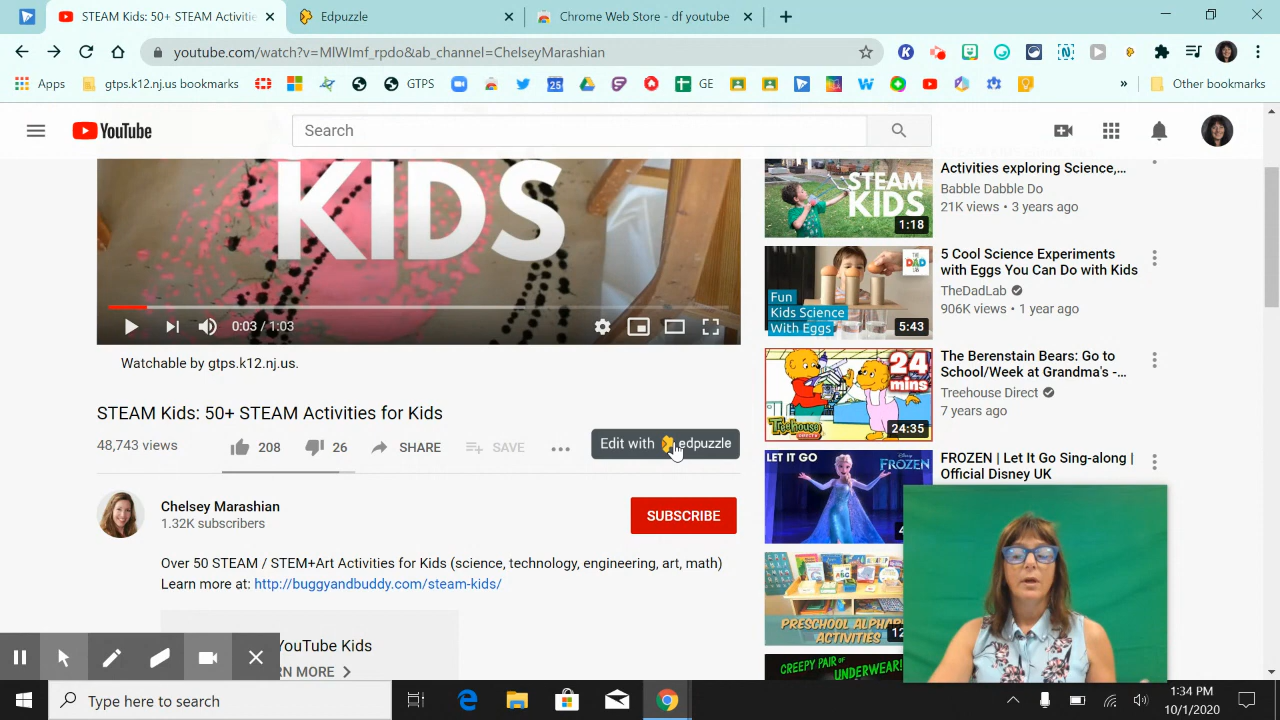 STEAM Kids: 50+ STEAM Activitie
Edpuzzle
Chrome Web Store - df youtube
youtube.com/watch?v=MIWImf_rpdo&ab_channel=ChelseyMarashian
Apps
gtps.k12.nj.us bookmarks
GTPS
GE
Other bookmarks
YouTube
Search
KIDS
0:03 / 1:03
Watchable by gtps.k12.nj.us.
STEAM Kids: 50+ STEAM Activities for Kids
48,743 views
208
26
SHARE
SAVE
Edit with edpuzzle
Chelsey Marashian
1.32K subscribers
SUBSCRIBE
Over 50 STEAM / STEM+Art Activities for Kids (science, technology, engineering, art, math)
Learn more at: http://buggyandbuddy.com/steam-kids/
YouTube Kids
RN MORE
STEAM
KIDS
1:18
Activities exploring Science,...
Babble Dabble Do
21K views • 3 years ago
THE DAD LAB
Fun
Kids Science
With Eggs
5:43
5 Cool Science Experiments
with Eggs You Can Do with Kids
TheDadLab
906K views • 1 year ago
24
mins
Treehouse
DIRECT
24:35
The Berenstain Bears: Go to
School/Week at Grandma's -...
Treehouse Direct
7 years ago
LET IT GO
FROZEN
FROZEN | Let It Go Sing-along |
Official Disney UK
PRESCHOOL ALPHA
ACTIVITIES
12
CREEPY PAIR OF
UNDERWEAR!
Type here to search
1:34 PM
10/1/2020